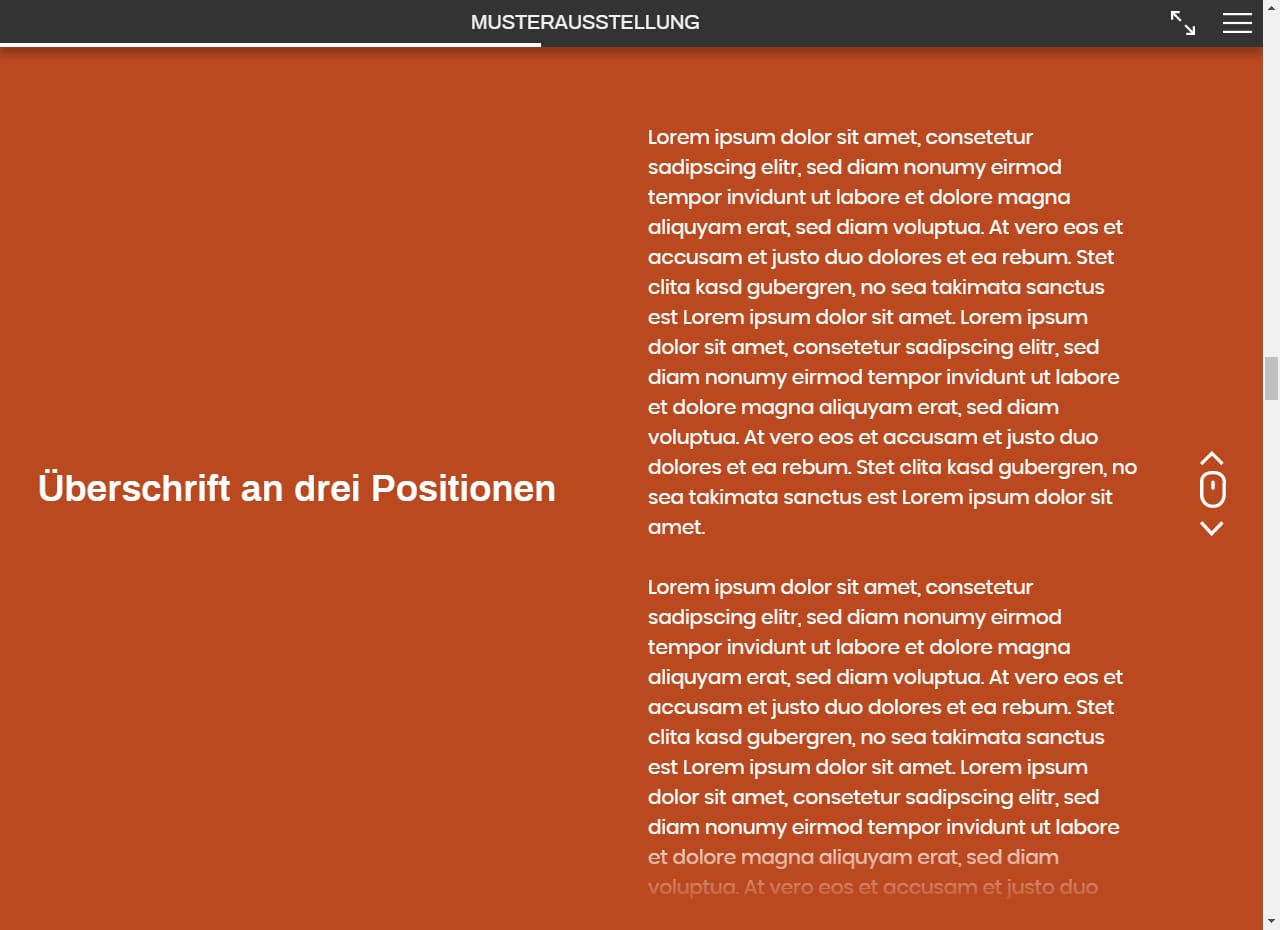 MUSTERAUSSTELLUNG
Überschrift an drei Positionen
Lorem ipsum dolor sit amet, consetetur
sadipscing elitr, sed diam nonumy eirmod
tempor invidunt ut labore et dolore magna
aliquyam erat, sed diam voluptua. At vero eos et
accusam et justo duo dolores et ea rebum. Stet
clita kasd gubergren, no sea takimata sanctus
est Lorem ipsum dolor sit amet. Lorem ipsum
dolor sit amet, consetetur sadipscing elitr, sed
diam nonumy eirmod tempor invidunt ut labore
et dolore magna aliquyam erat, sed diam
voluptua. At vero eos et accusam et justo duo
dolores et ea rebum. Stet clita kasd gubergren, no
sea takimata sanctus est Lorem ipsum dolor sit
amet.
Lorem ipsum dolor sit amet, consetetur
sadipscing elitr, sed diam nonumy eirmod
tempor invidunt ut labore et dolore magna
aliquyam erat, sed diam voluptua. At vero eos et
accusam et justo duo dolores et ea rebum. Stet
clita kasd gubergren, no sea takimata sanctus
est Lorem ipsum dolor sit amet. Lorem ipsum
dolor sit amet, consetetur sadipscing elitr, sed
diam nonumy eirmod tempor invidunt ut labore
et dolore magna aliquyam erat, sed diam
voluptua. At vero eos et accusam et justo duo